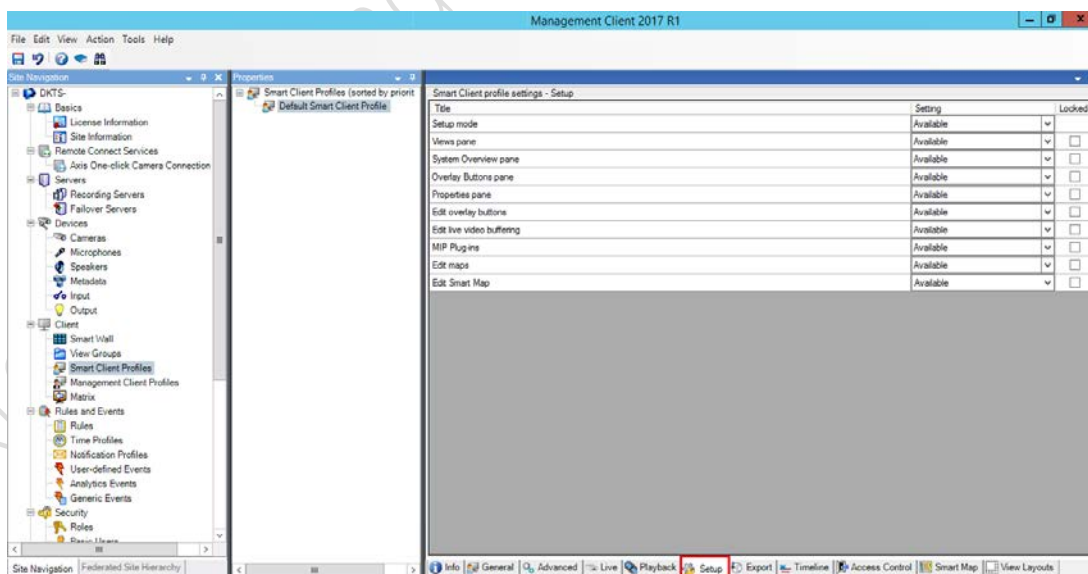 Management Client 2017 R1
File Edit View Action Tools Help
Site Navigation
DKTS-
Basics
License Information
Site Information
Remote Connect Services
Axis One-click Camera Connection
Servers
Recording Servers
Failover Servers
Devices
Cameras
Microphones
Speakers
Metadata
Input
Output
Client
Smart Wall
View Groups
Smart Client Profiles
Management Client Profiles
Matrix
Rules and Events
Rules
Time Profiles
Notification Profiles
User-defined Events
Analytics Events
Generic Events
Security
Roles
Basic Users
Site Navigation Federated Site Hierarchy
Properties
Smart Client Profiles (sorted by priorit
Default Smart Client Profile
Smart Client profile settings - Setup
Title Setting Locked
Setup mode Available
Views pane Available
System Overview pane Available
Overlay Buttons pane Available
Properties pane Available
Edit overlay buttons Available
Edit live video buffering Available
MIP Plug-ins Available
Edit maps Available
Edit Smart Map Available
Info General Advanced Live Playback Setup Export Timeline Access Control Smart Map View Layouts